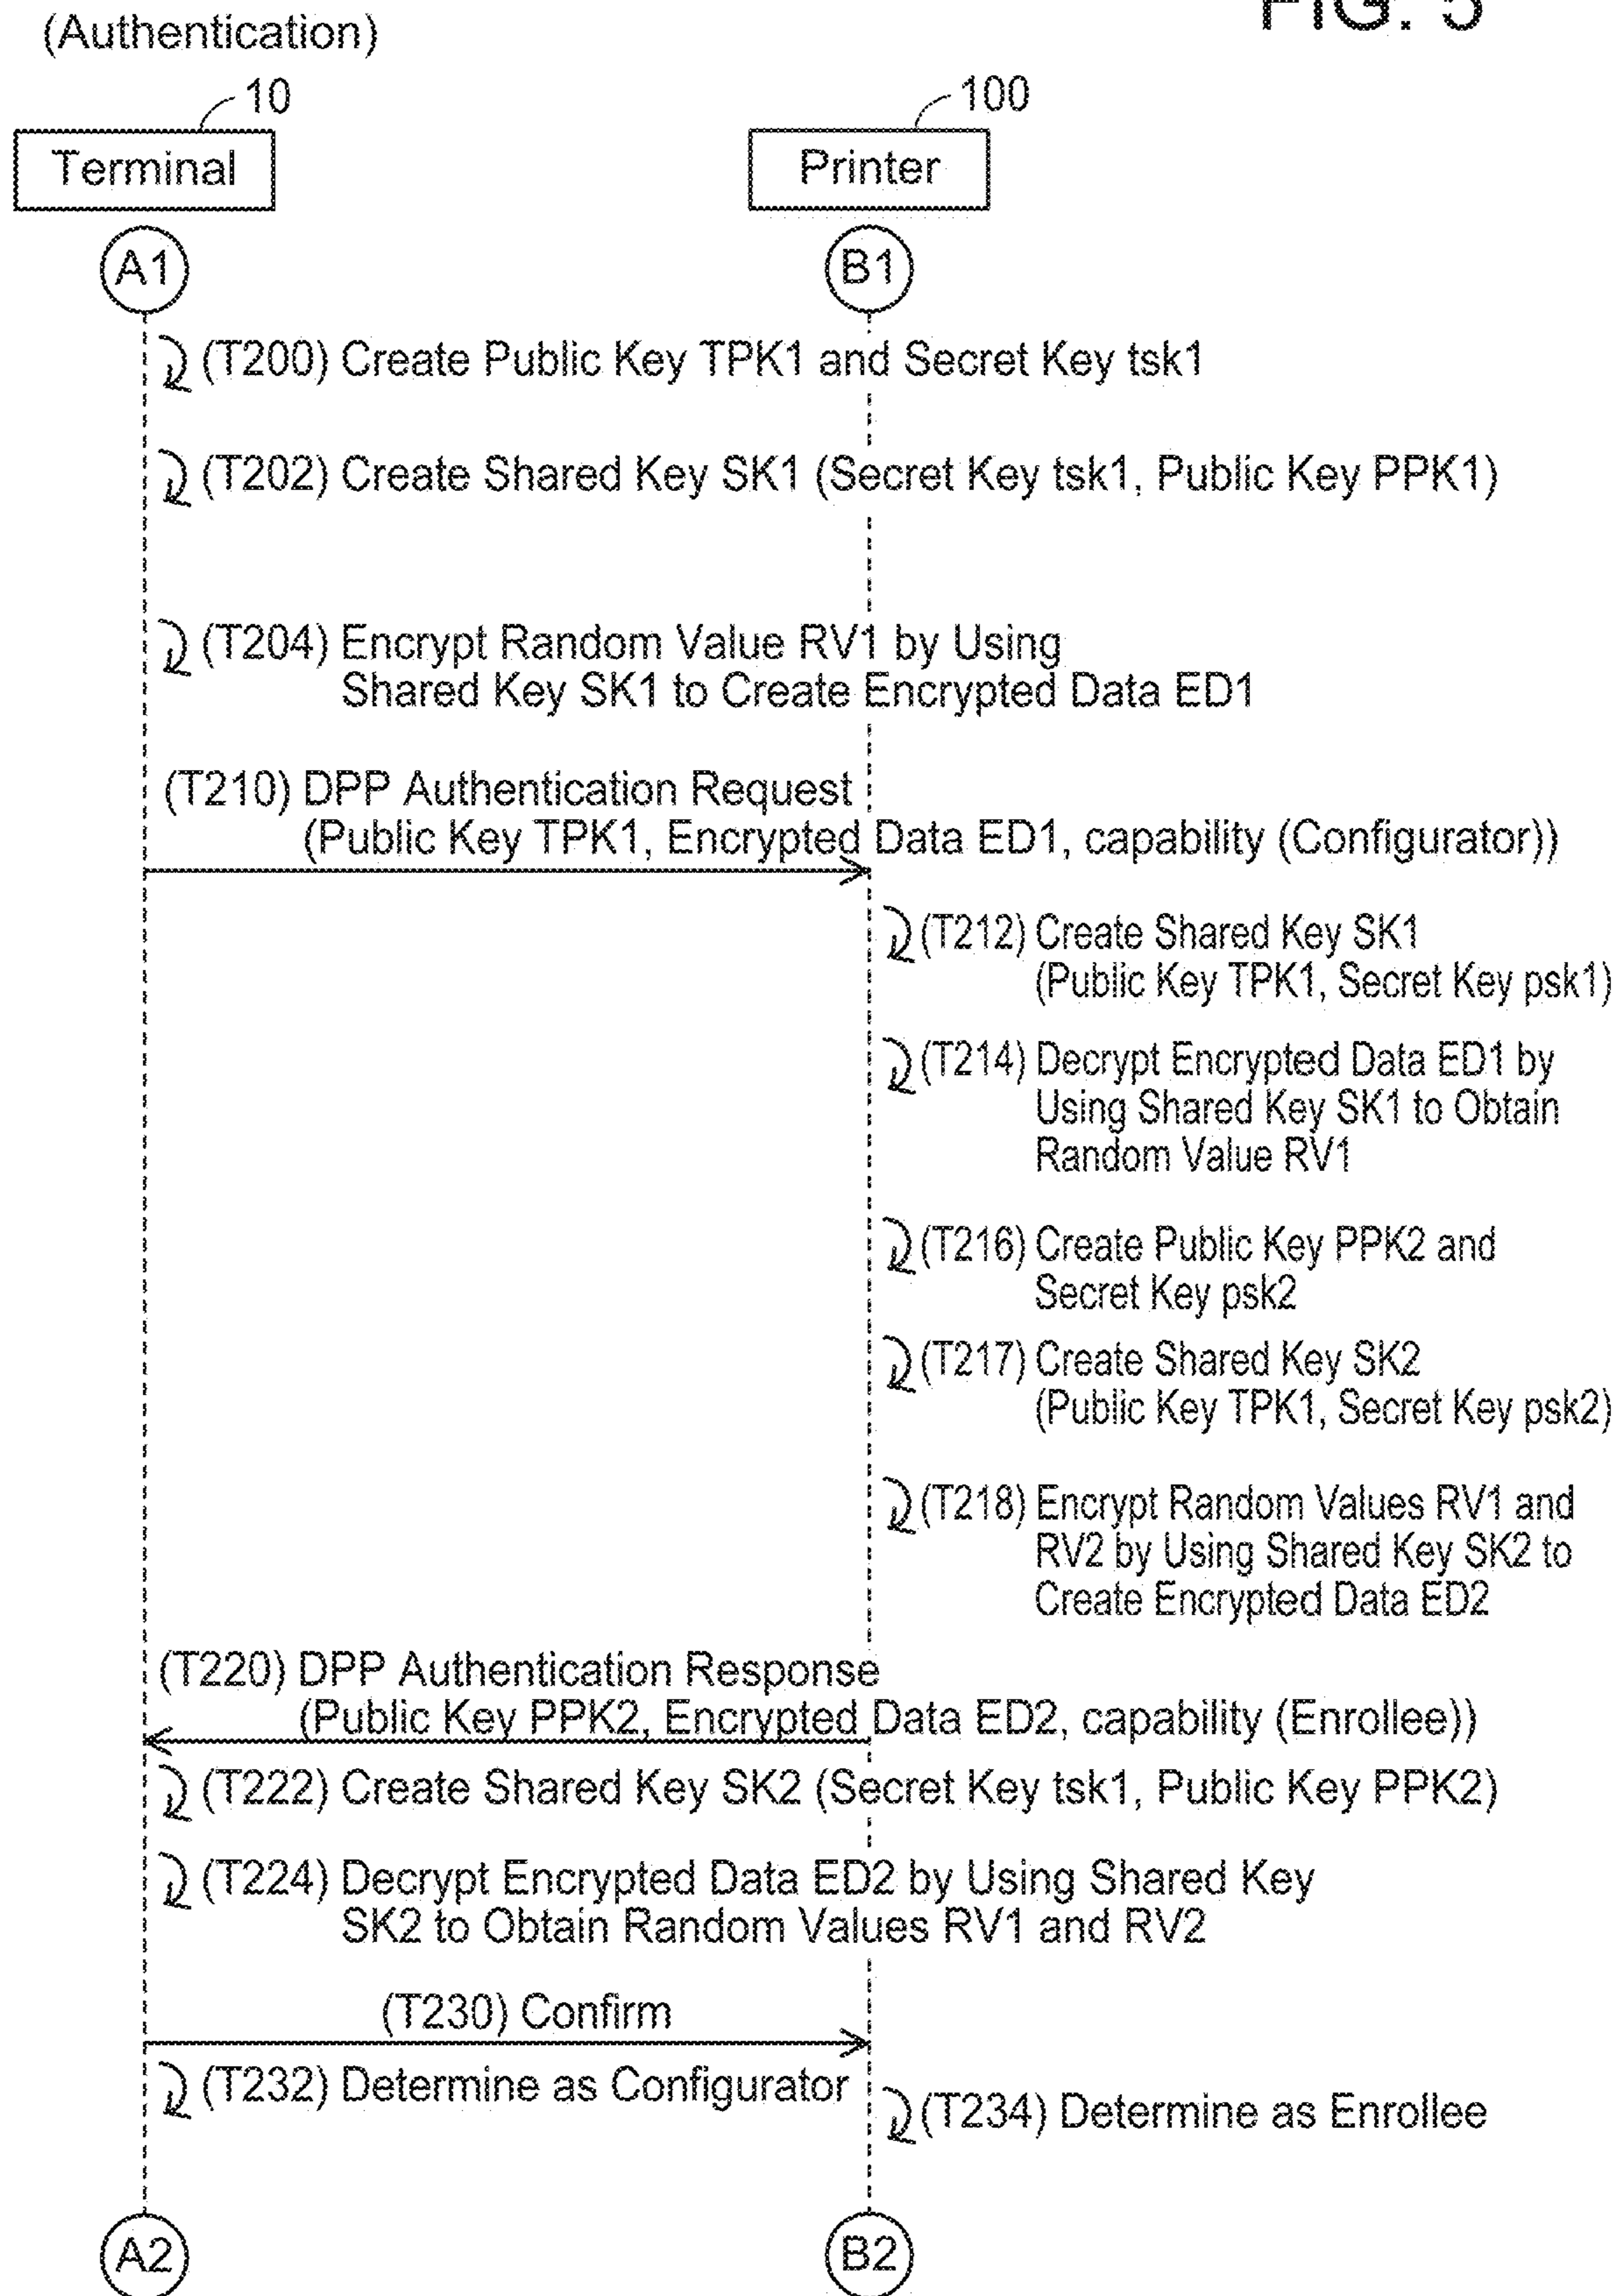 FIG. 5
(Authentication)
10
100
Terminal
Printer
A1
B1
(T200) Create Public Key TPK1 and Secret Key tsk1
(T202) Create Shared Key SK1 (Secret Key tsk1, Public Key PPK1)
(T204) Encrypt Random Value RV1 by Using
Shared Key SK1 to Create Encrypted Data ED1
(T210) DPP Authentication Request
(Public Key TPK1, Encrypted Data ED1, capability (Configurator))
(T212) Create Shared Key SK1
(Public Key TPK1, Secret Key psk1)
(T214) Decrypt Encrypted Data ED1 by
Using Shared Key SK1 to Obtain
Random Value RV1
(T216) Create Public Key PPK2 and
Secret Key psk2
(T217) Create Shared Key SK2
(Public Key TPK1, Secret Key psk2)
(T218) Encrypt Random Values RV1 and
RV2 by Using Shared Key SK2 to
Create Encrypted Data ED2
(T220) DPP Authentication Response
(Public Key PPK2, Encrypted Data ED2, capability (Enrollee))
(T222) Create Shared Key SK2 (Secret Key tsk1, Public Key PPK2)
(T224) Decrypt Encrypted Data ED2 by Using Shared Key
SK2 to Obtain Random Values RV1 and RV2
(T230) Confirm
(T232) Determine as Configurator
(T234) Determine as Enrollee
A2
B2